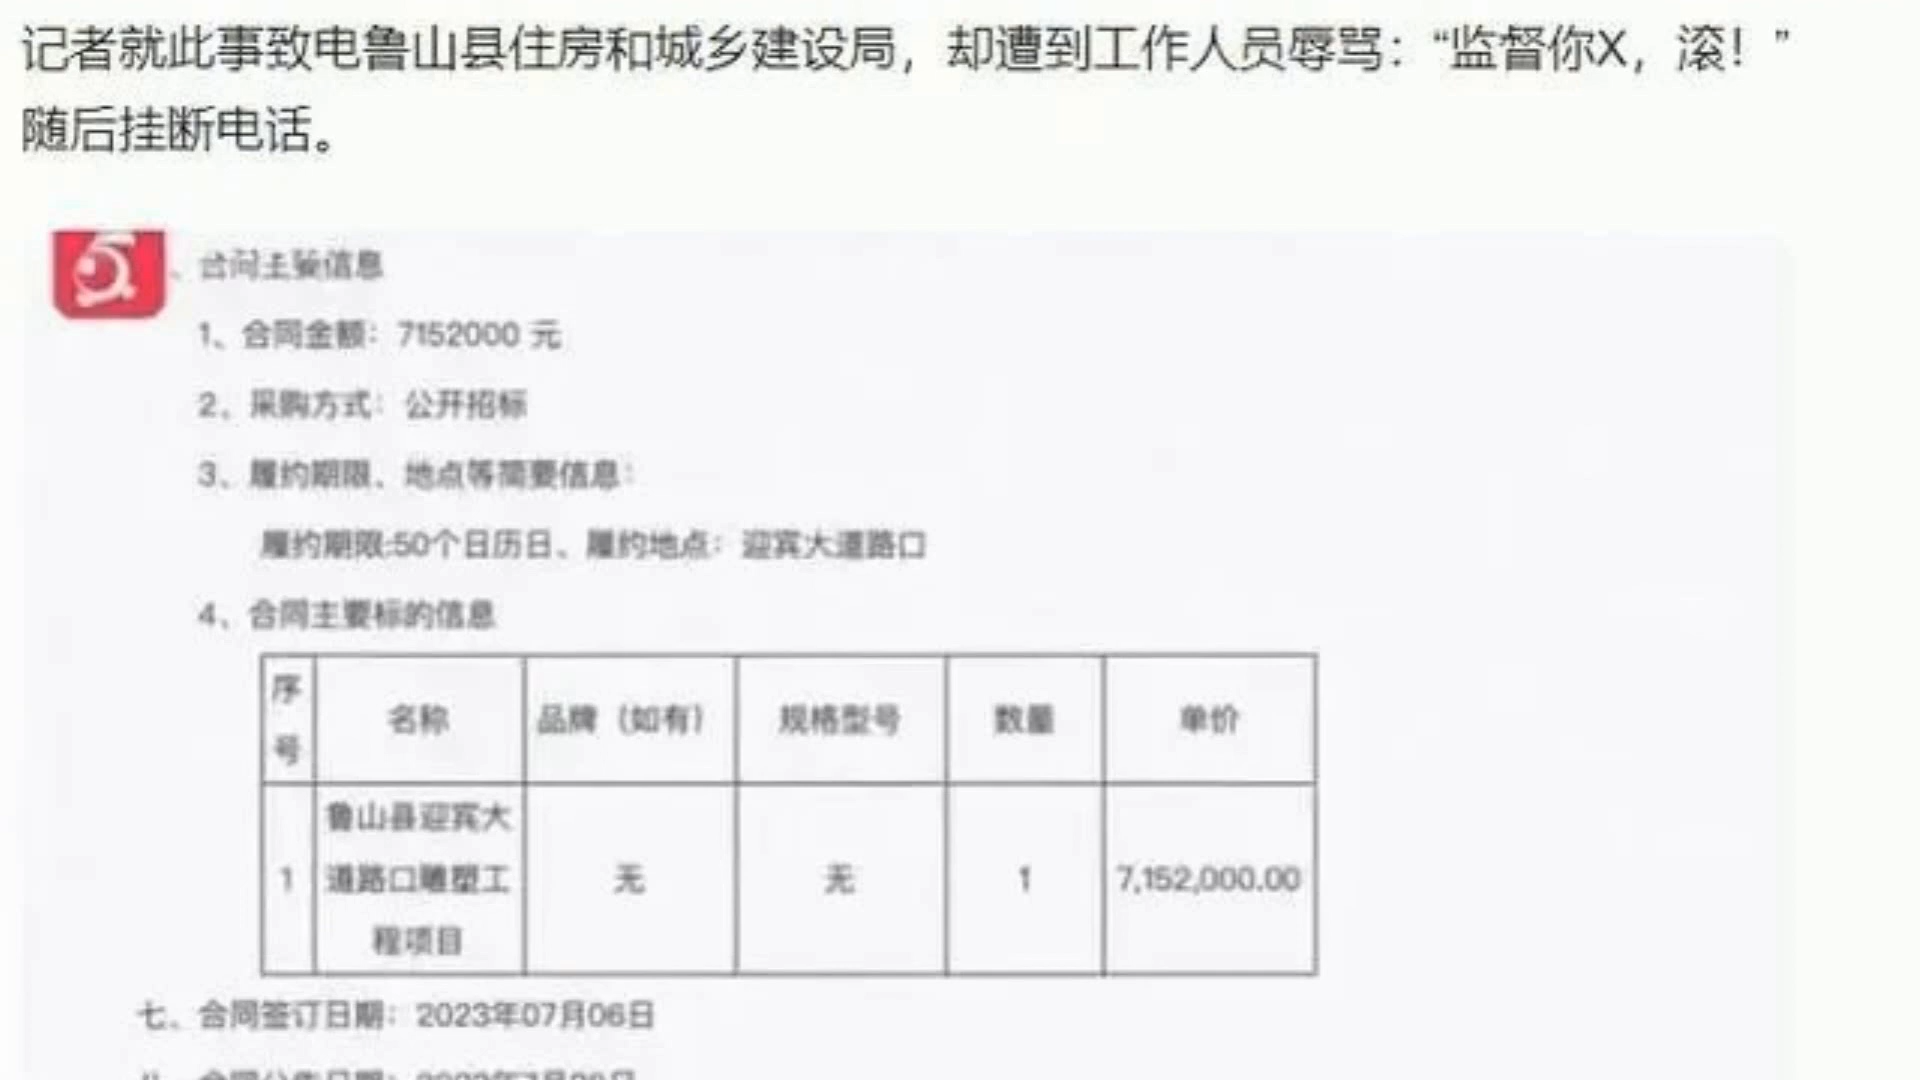 记者就此事致电鲁山县住房和城乡建设局，却遭到工作人员辱骂：“监督你X，滚！”
随后挂断电话。
、合同主要信息
1、合同金额：7152000 元
2、采购方式：公开招标
3、履约期限、地点等简要信息：
履约期限:50个日历日、履约地点：迎宾大道路口
4、合同主要标的信息
序号 名称 品牌（如有） 规格型号 数量 单价
1 鲁山县迎宾大道路口雕塑工程项目 无 无 1 7,152,000.00
七、合同签订日期：2023年07月06日